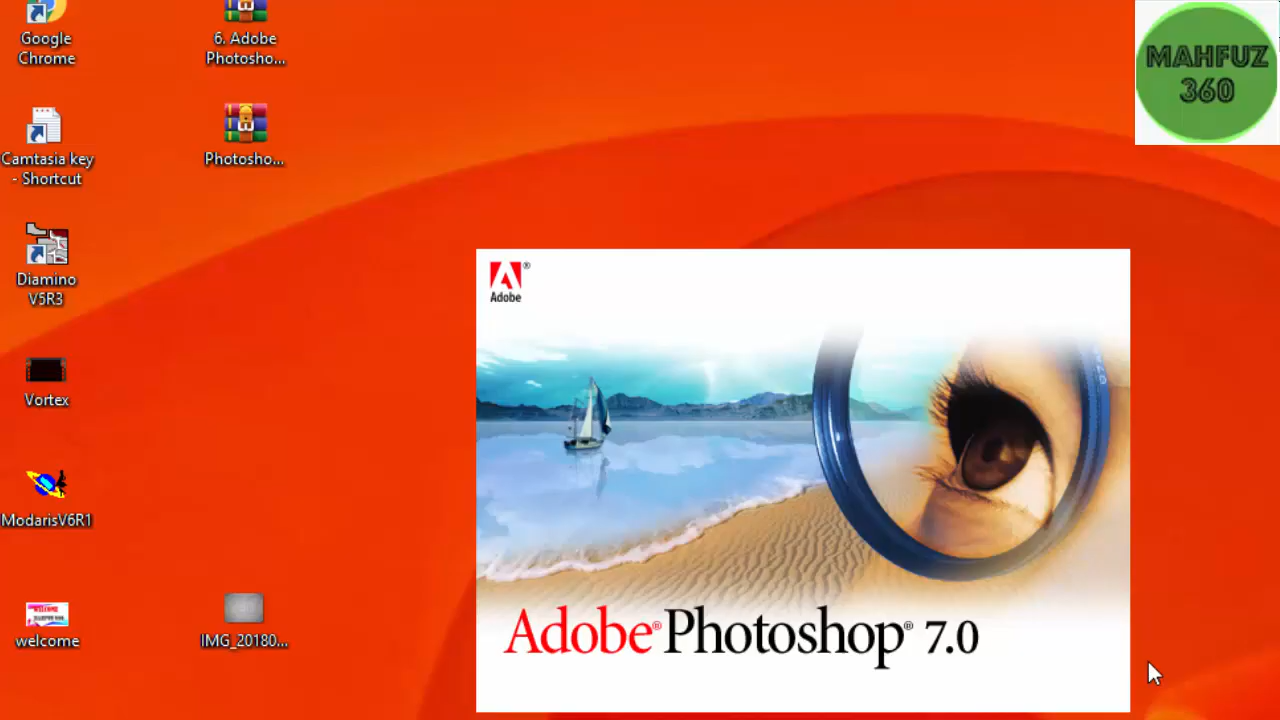 Google
Chrome
6. Adobe
Photosho...
MAHFUZ
360
Camtasia key
- Shortcut
Photosho...
Diamino
V5R3
Adobe
Vortex
ModarisV6R1
welcome
IMG_20180...
Adobe® Photoshop® 7.0